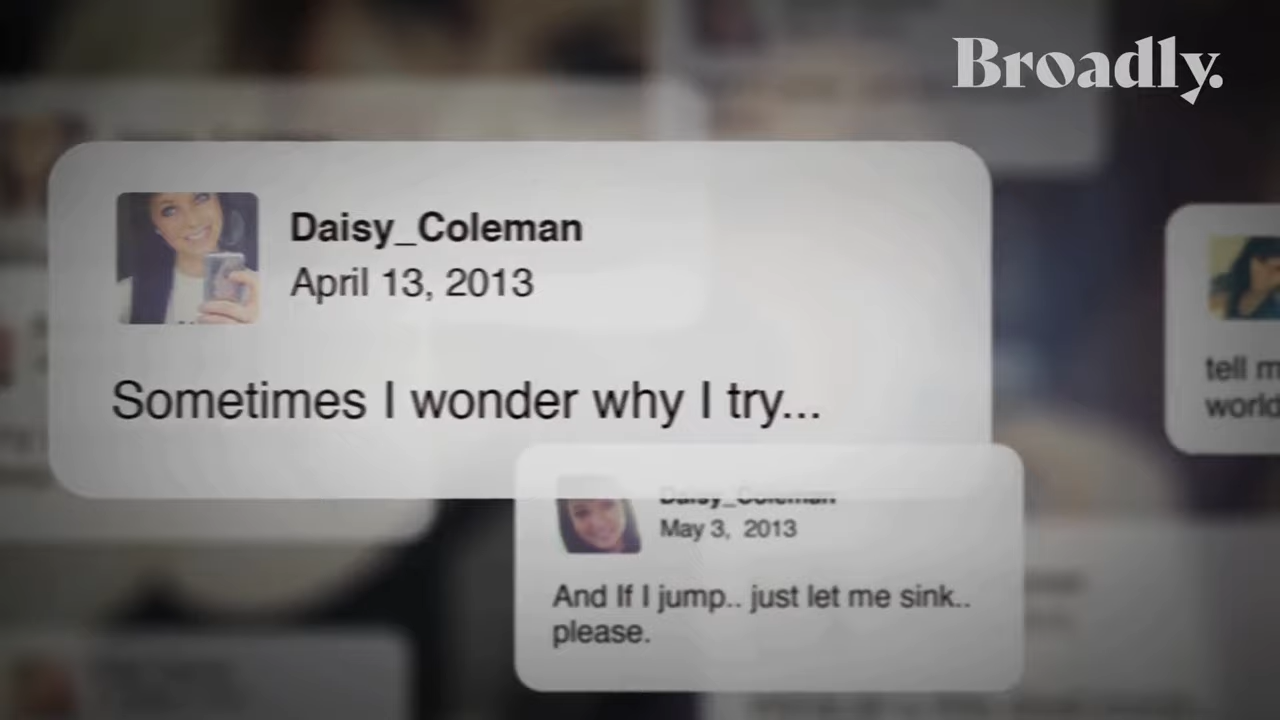 Broadly.
Daisy_Coleman
April 13, 2013
Sometimes I wonder why I try...
tell
Daisy_Coleman
May 3, 2013
And If I jump.. just let me sink..
please.